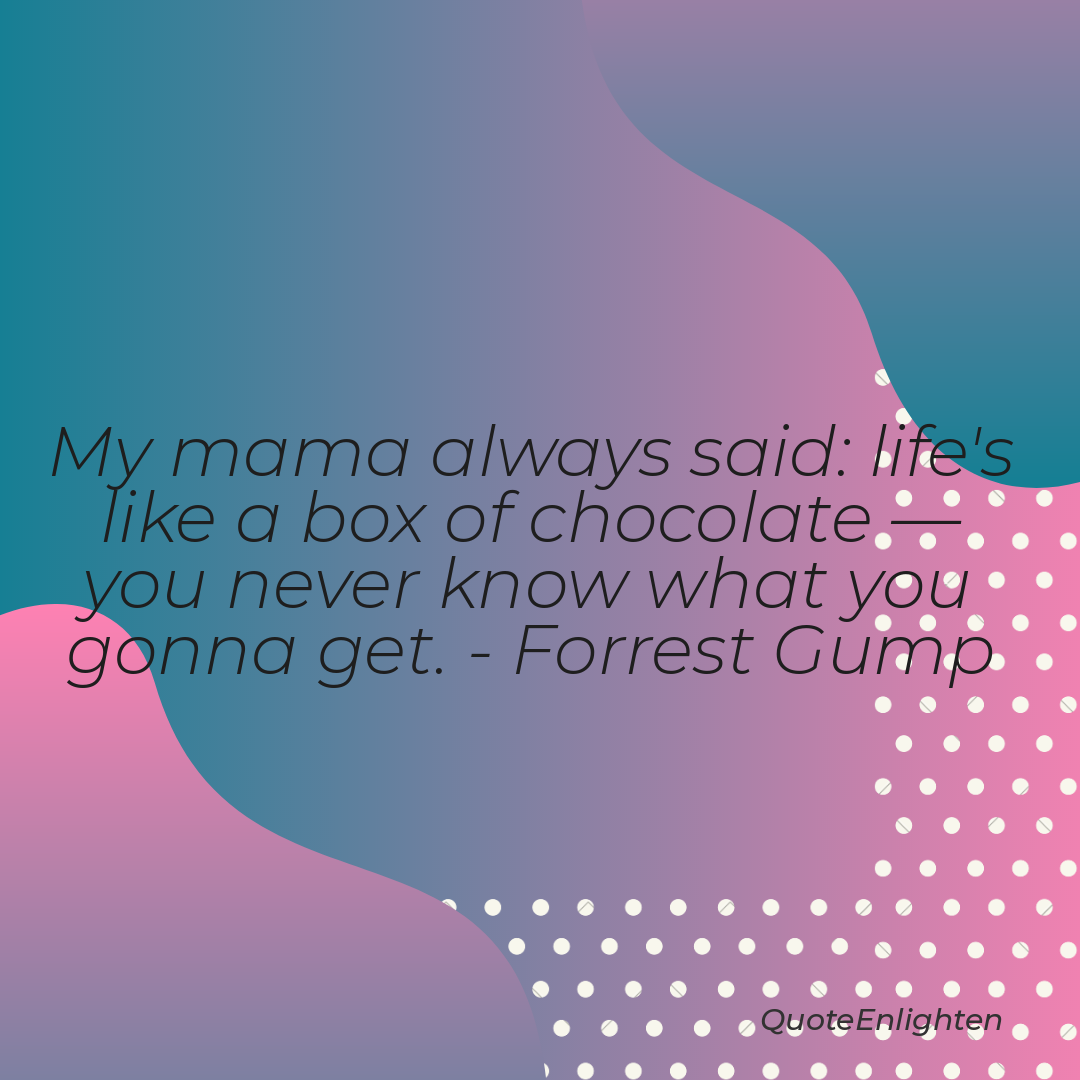 My mama always said: life's
like a box of chocolate —
you never know what you
gonna get. - Forrest Gump
QuoteEnlighten